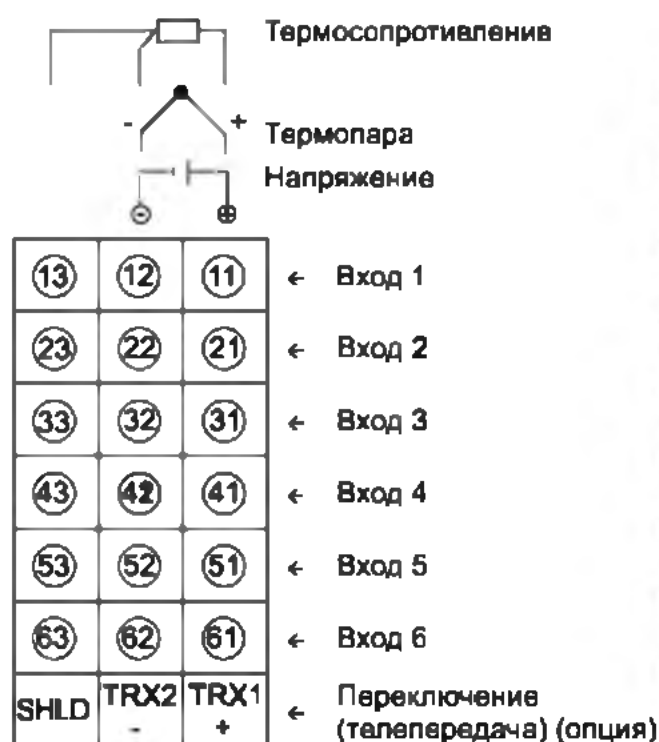 Термосопротивление
- +
Термопара
Напряжение
⊖ ⊕
13 12 11 ← Вход 1
23 22 21 ← Вход 2
33 32 31 ← Вход 3
43 42 41 ← Вход 4
53 52 51 ← Вход 5
63 62 61 ← Вход 6
SHLD TRX2 TRX1 ← Переключение
- + (телепередача) (опция)